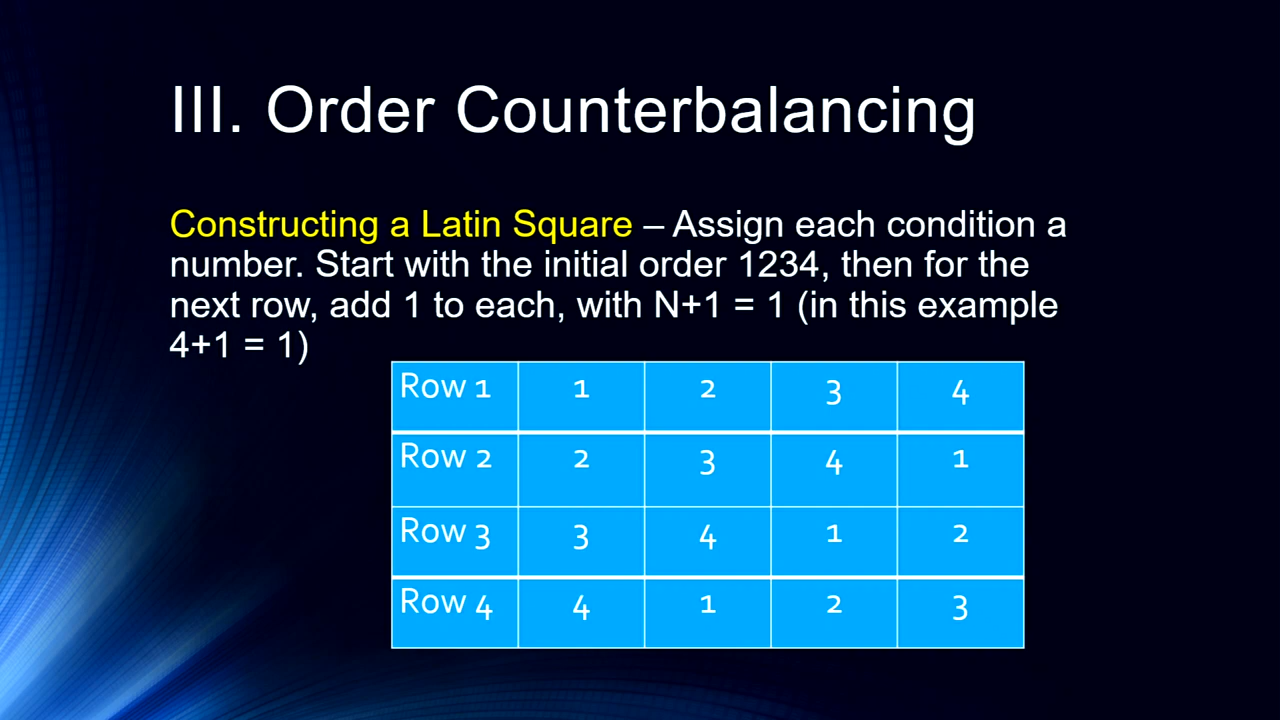 III. Order Counterbalancing
Constructing a Latin Square – Assign each condition a
number. Start with the initial order 1234, then for the
next row, add 1 to each, with N+1 = 1 (in this example
4+1 = 1)
Row 1 1 2 3 4
Row 2 2 3 4 1
Row 3 3 4 1 2
Row 4 4 1 2 3